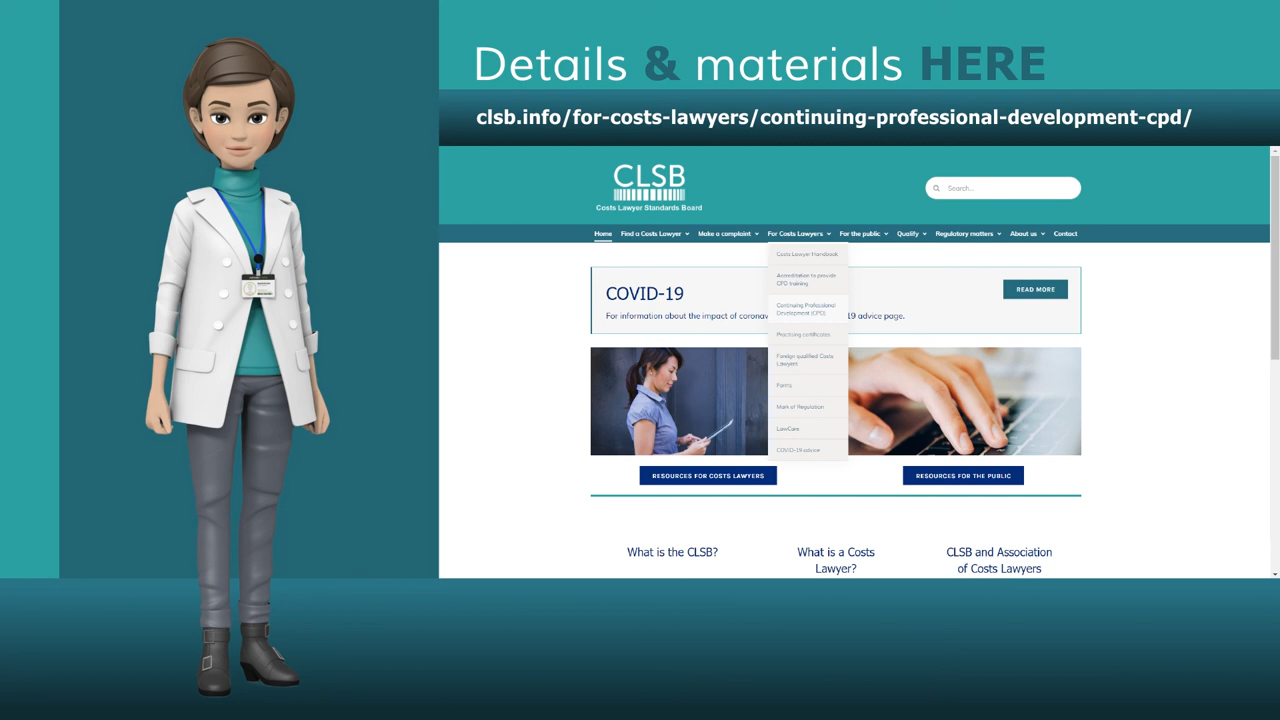 Details & materials HERE
clsb.info/for-costs-lawyers/continuing-professional-development-cpd/
CLSB
Costs Lawyer Standards Board
Search...
Home Find a Costs Lawyer Make a complaint For Costs Lawyers For the public Qualify Regulatory matters About us Contact
Costs Lawyer Handbook
Accreditation to provide
CPD training
Continuing Professional
Development (CPD)
Practising certificates
Foreign qualified Costs
Lawyers
Forms
Mark of Regulation
LawCare
COVID-19 advice
COVID-19
READ MORE
For information about the impact of 19 advice page.
RESOURCES FOR COSTS LAWYERS
RESOURCES FOR THE PUBLIC
What is the CLSB?
What is a Costs
Lawyer?
CLSB and Association
of Costs Lawyers